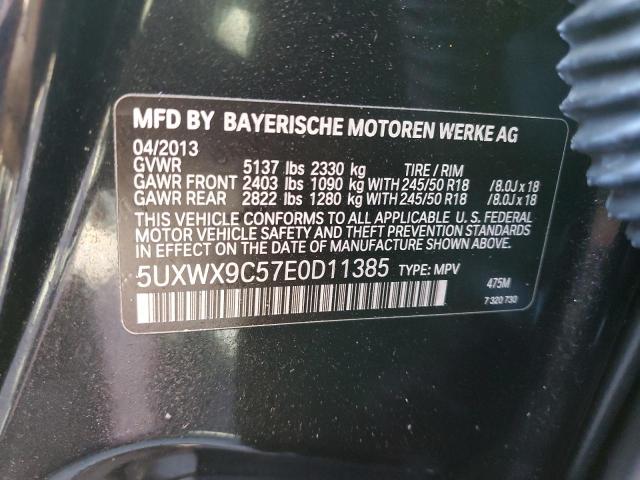 MFD BY BAYERISCHE MOTOREN WERKE AG
04/2013
GVWR 5137 lbs 2330 kg TIRE / RIM
GAWR FRONT 2403 lbs 1090 kg WITH 245/50 R18 /8.0J x 18
GAWR REAR 2822 lbs 1280 kg WITH 245/50 R18 /8.0J x 18
THIS VEHICLE CONFORMS TO ALL APPLICABLE U.S. FEDERAL
MOTOR VEHICLE SAFETY AND THEFT PREVENTION STANDARDS
IN EFFECT ON THE DATE OF MANUFACTURE SHOWN ABOVE.
5UXWX9C57E0D11385 TYPE: MPV 475M
7 320 730